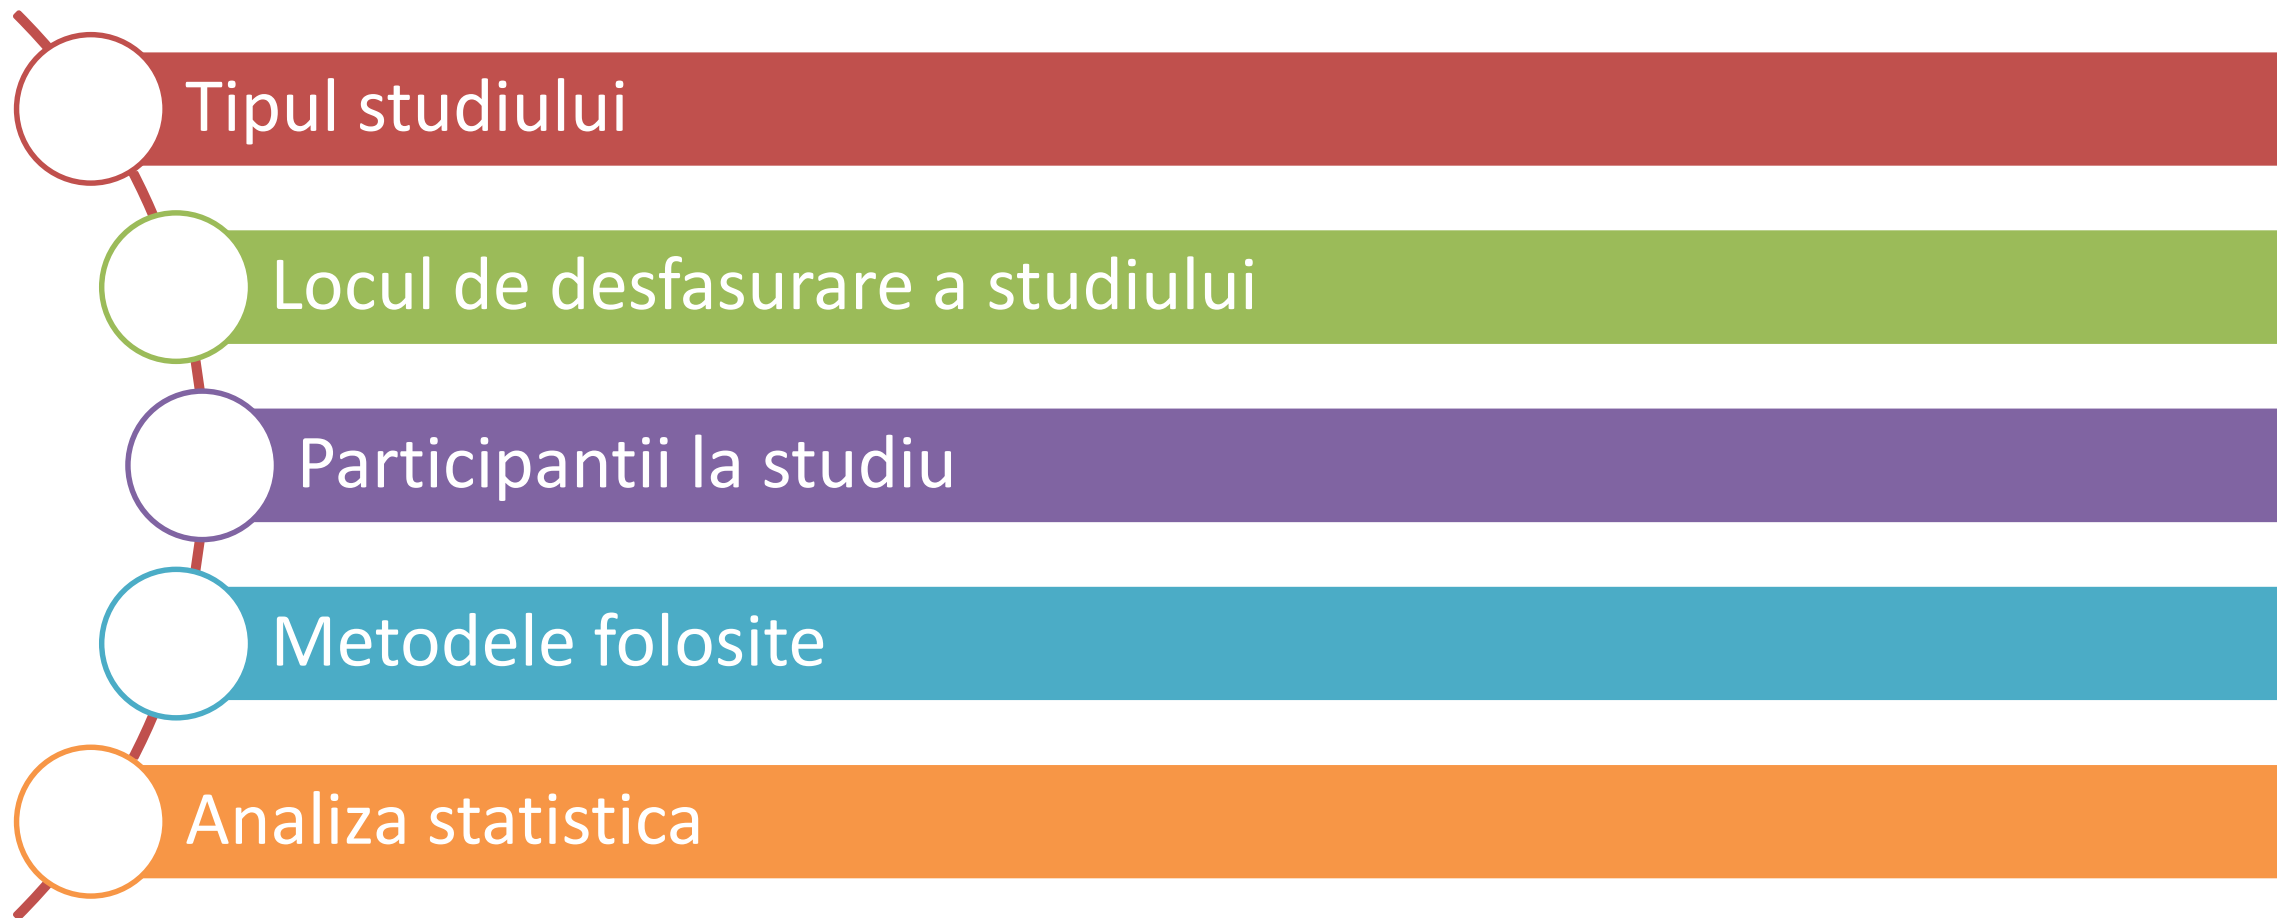 Tipul studiului
Locul de desfasurare a studiului
Participantii la studiu
Metodele folosite
Analiza statistica